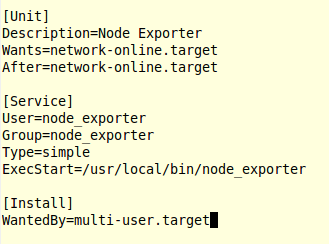 [Unit]
Description=Node Exporter
Wants=network-online.target
After=network-online.target

[Service]
User=node_exporter
Group=node_exporter
Type=simple
ExecStart=/usr/local/bin/node_exporter

[Install]
WantedBy=multi-user.target